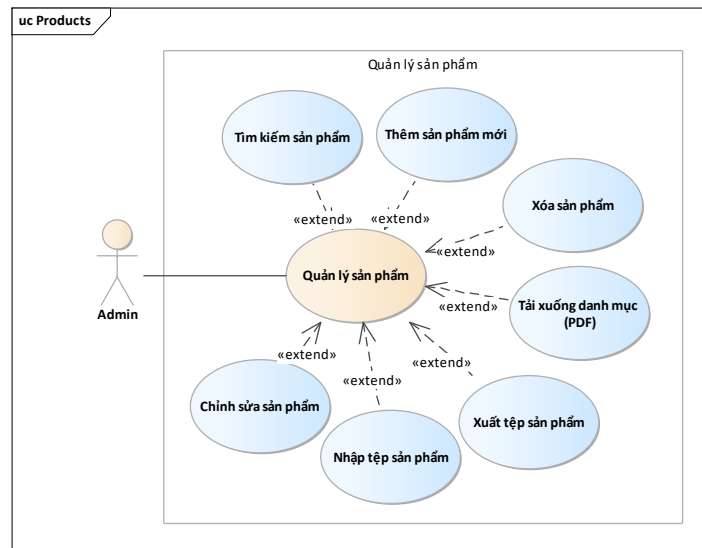 uc Products
Quản lý sản phẩm
Tìm kiếm sản phẩm
Thêm sản phẩm mới
Xóa sản phẩm
«extend»
«extend»
«extend»
Quản lý sản phẩm
Tải xuống danh mục
(PDF)
«extend»
Admin
«extend»
«extend»
«extend»
Chỉnh sửa sản phẩm
Xuất tệp sản phẩm
Nhập tệp sản phẩm